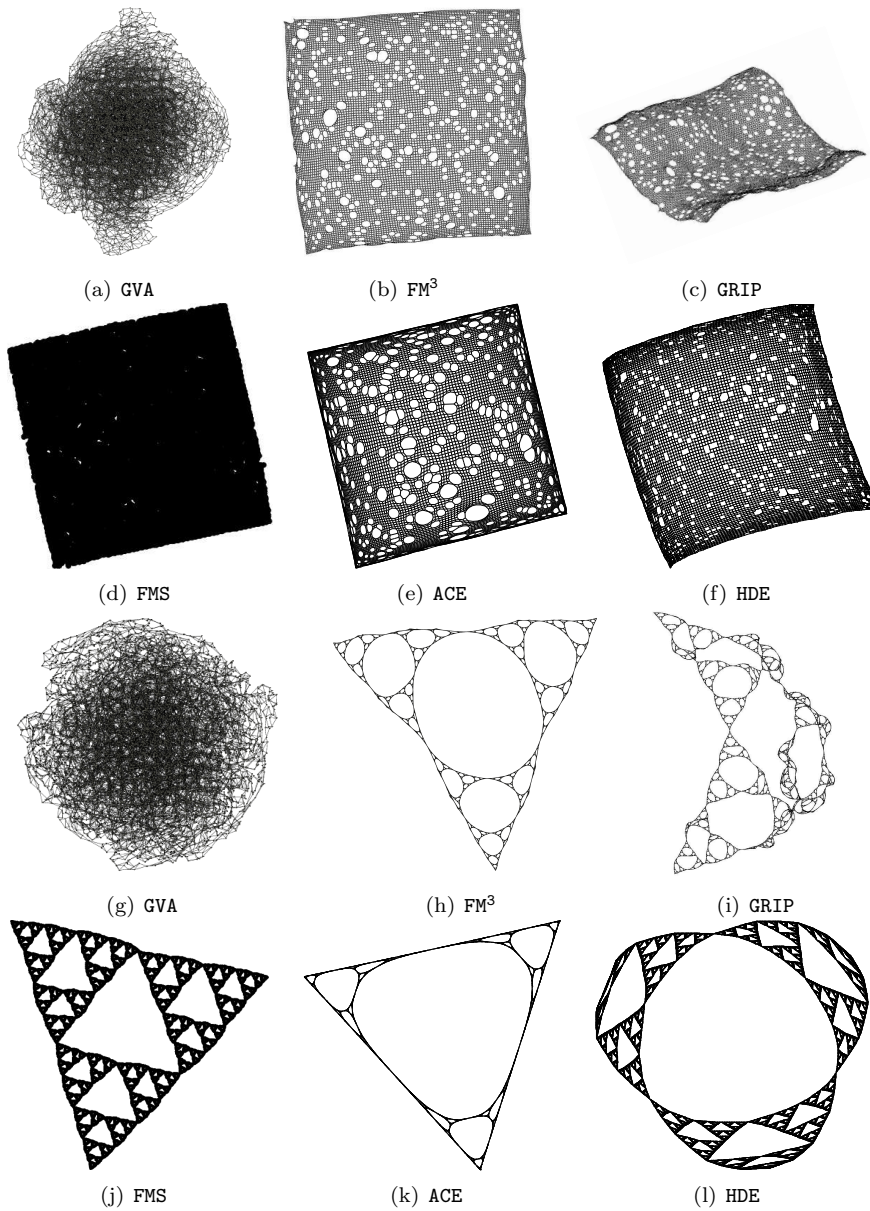 (a) GVA (b) FM³ (c) GRIP
(d) FMS (e) ACE (f) HDE
(g) GVA (h) FM³ (i) GRIP
(j) FMS (k) ACE (l) HDE